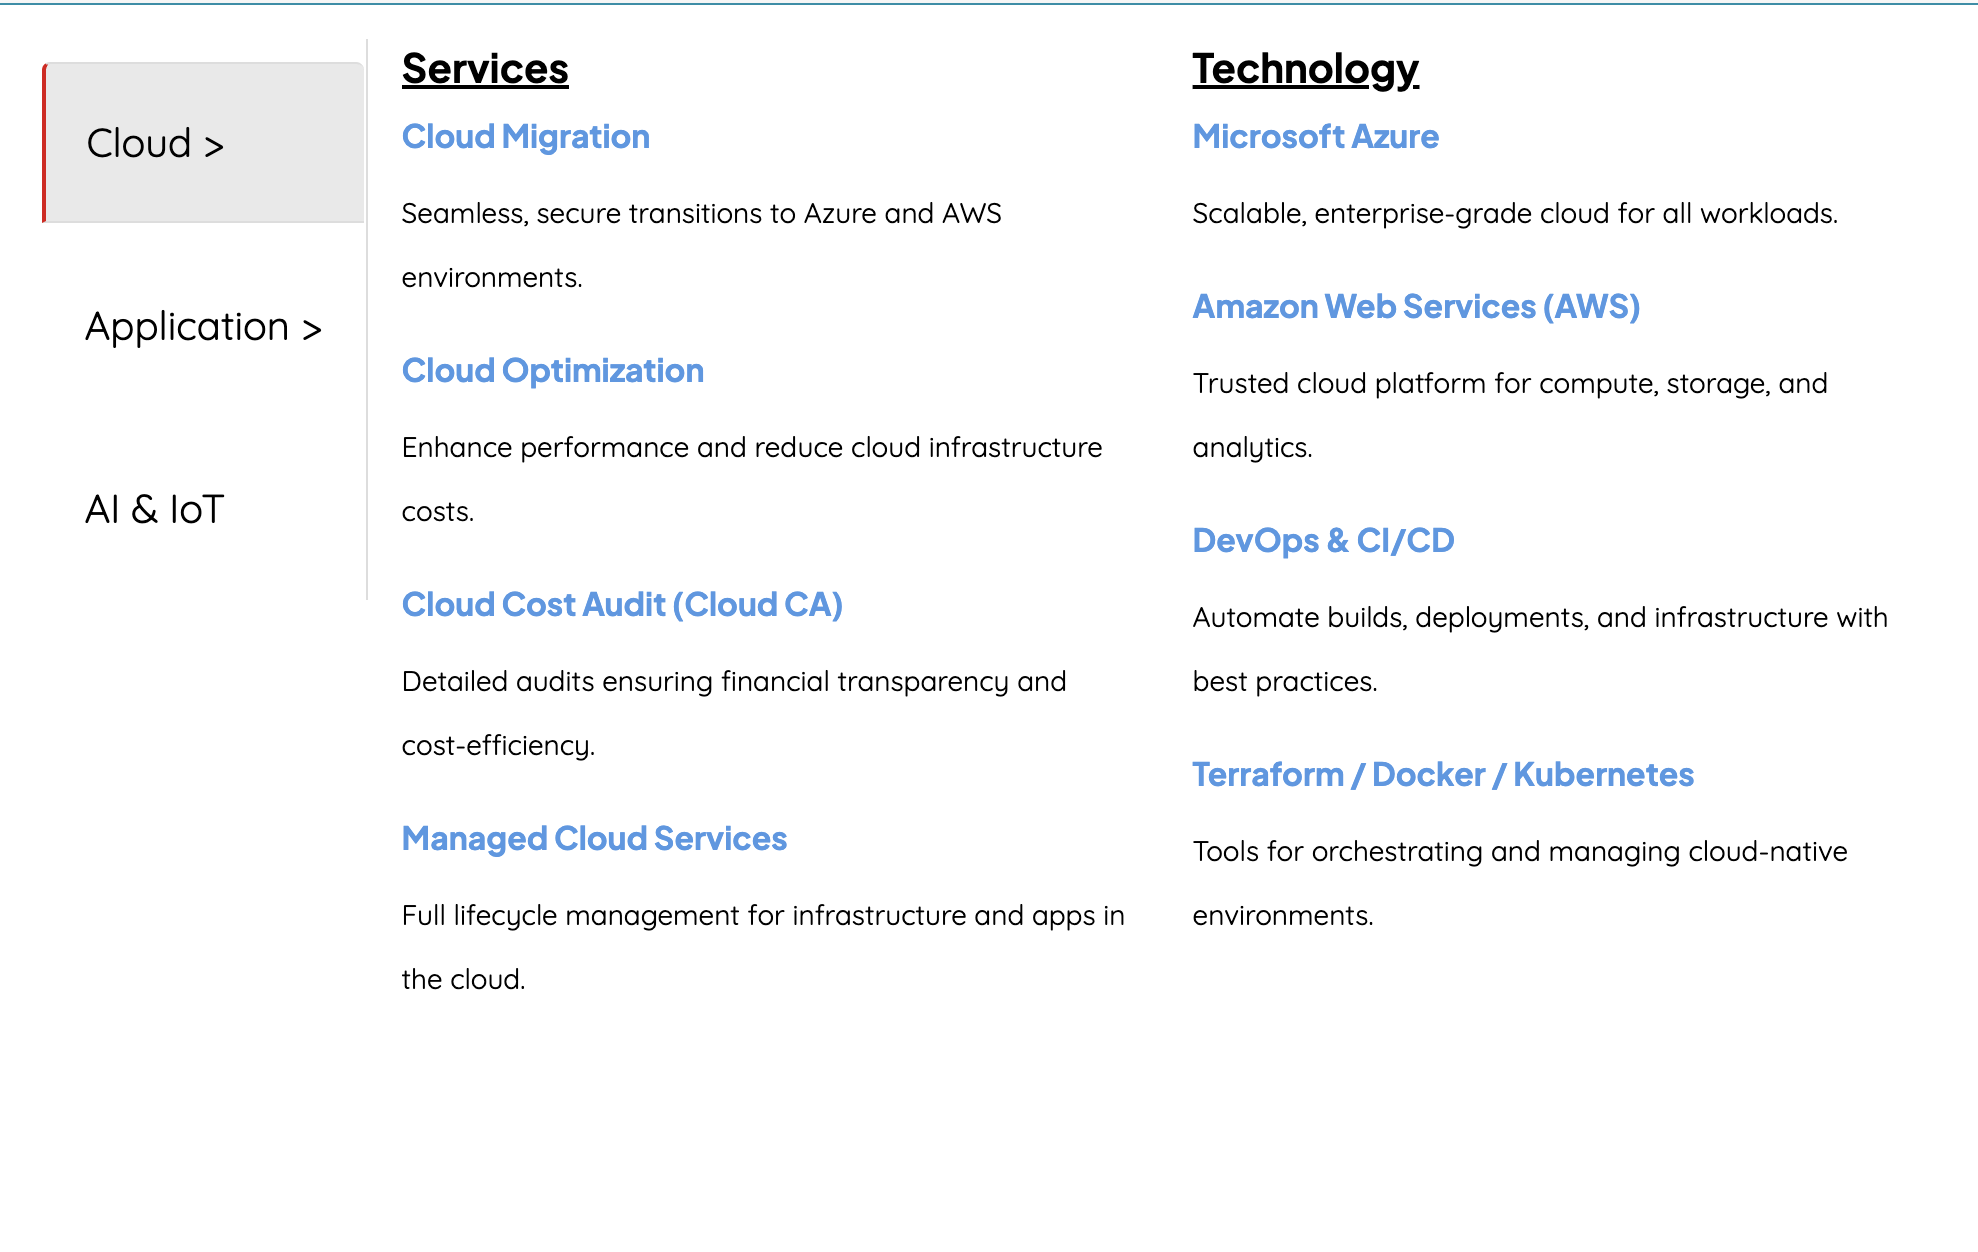 Cloud >
Application >
AI & IoT
Services
Cloud Migration
Seamless, secure transitions to Azure and AWS
environments.
Cloud Optimization
Enhance performance and reduce cloud infrastructure
costs.
Cloud Cost Audit (Cloud CA)
Detailed audits ensuring financial transparency and
cost-efficiency.
Managed Cloud Services
Full lifecycle management for infrastructure and apps in
the cloud.
Technology
Microsoft Azure
Scalable, enterprise-grade cloud for all workloads.
Amazon Web Services (AWS)
Trusted cloud platform for compute, storage, and
analytics.
DevOps & CI/CD
Automate builds, deployments, and infrastructure with
best practices.
Terraform / Docker / Kubernetes
Tools for orchestrating and managing cloud-native
environments.